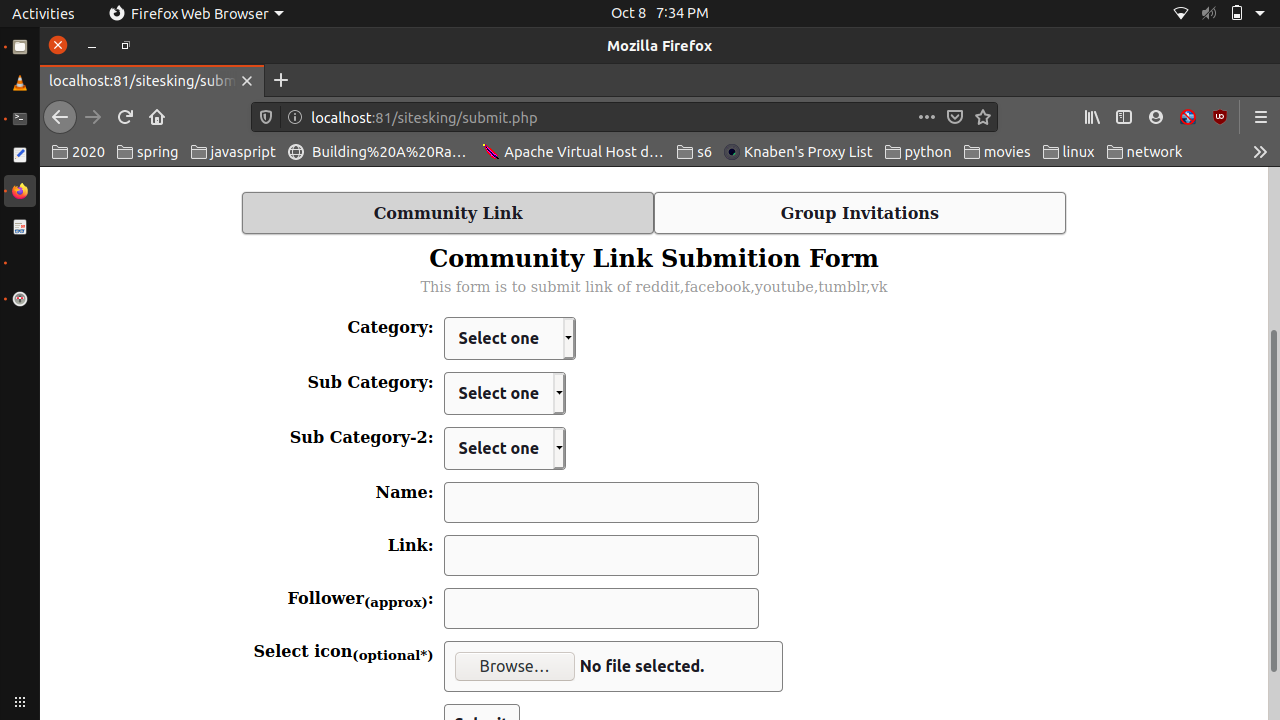 Activities Firefox Web Browser Oct 8 7:34 PM
Mozilla Firefox
localhost:81/sitesking/subm
localhost:81/sitesking/submit.php
2020 spring javascript Building%20A%20Ra… Apache Virtual Host d… s6 Knaben's Proxy List python movies linux network
Community Link Group Invitations
Community Link Submition Form
This form is to submit link of reddit,facebook,youtube,tumblr,vk
Category: Select one
Sub Category: Select one
Sub Category-2: Select one
Name:
Link:
Follower(approx):
Select icon(optional*) Browse… No file selected.
Submit